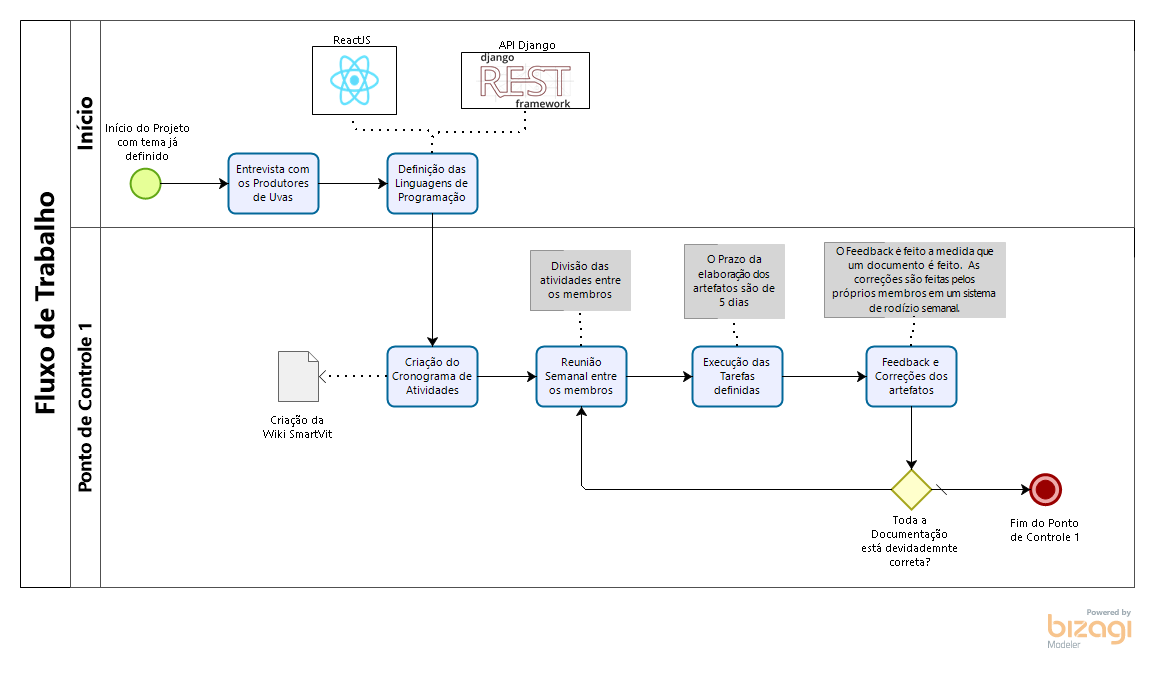 Fluxo de Trabalho
Início
ReactJS
API Django
django
REST
framework
Início do Projeto
com tema já
definido
Entrevista com
os Produtores
de Uvas
Definição das
Linguagens de
Programação
Ponto de Controle 1
Divisão das
atividades entre
os membros
O Prazo da
elaboração dos
artefatos são de
5 dias
O Feedback é feito a medida que
um documento é feito. As
correções são feitas pelos
próprios membros em um sistema
de rodízio semanal.
Criação da
Wiki SmartVit
Criação do
Cronograma de
Atividades
Reunião
Semanal entre
os membros
Execução das
Tarefas
definidas
Feedback e
Correções dos
artefatos
Toda a
Documentação
está devidademnte
correta?
Fim do Ponto
de Controle 1
Powered by
bizagi
Modeler